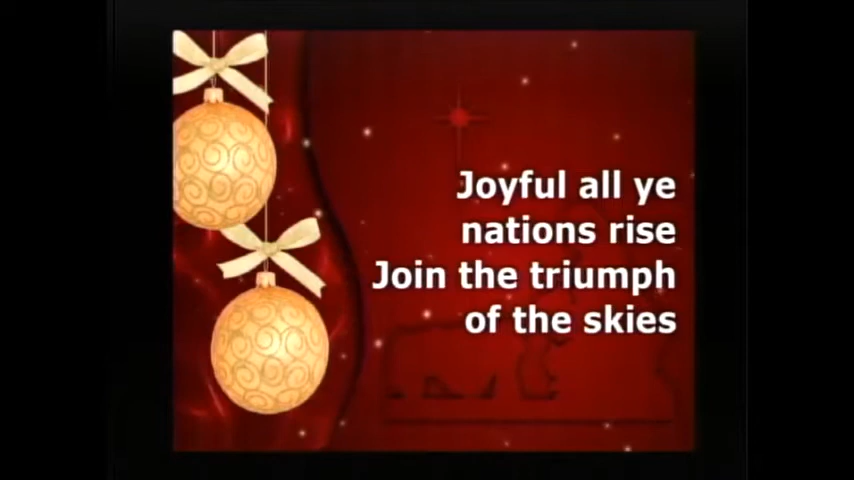 Joyful all ye
nations rise
Join the triumph
of the skies